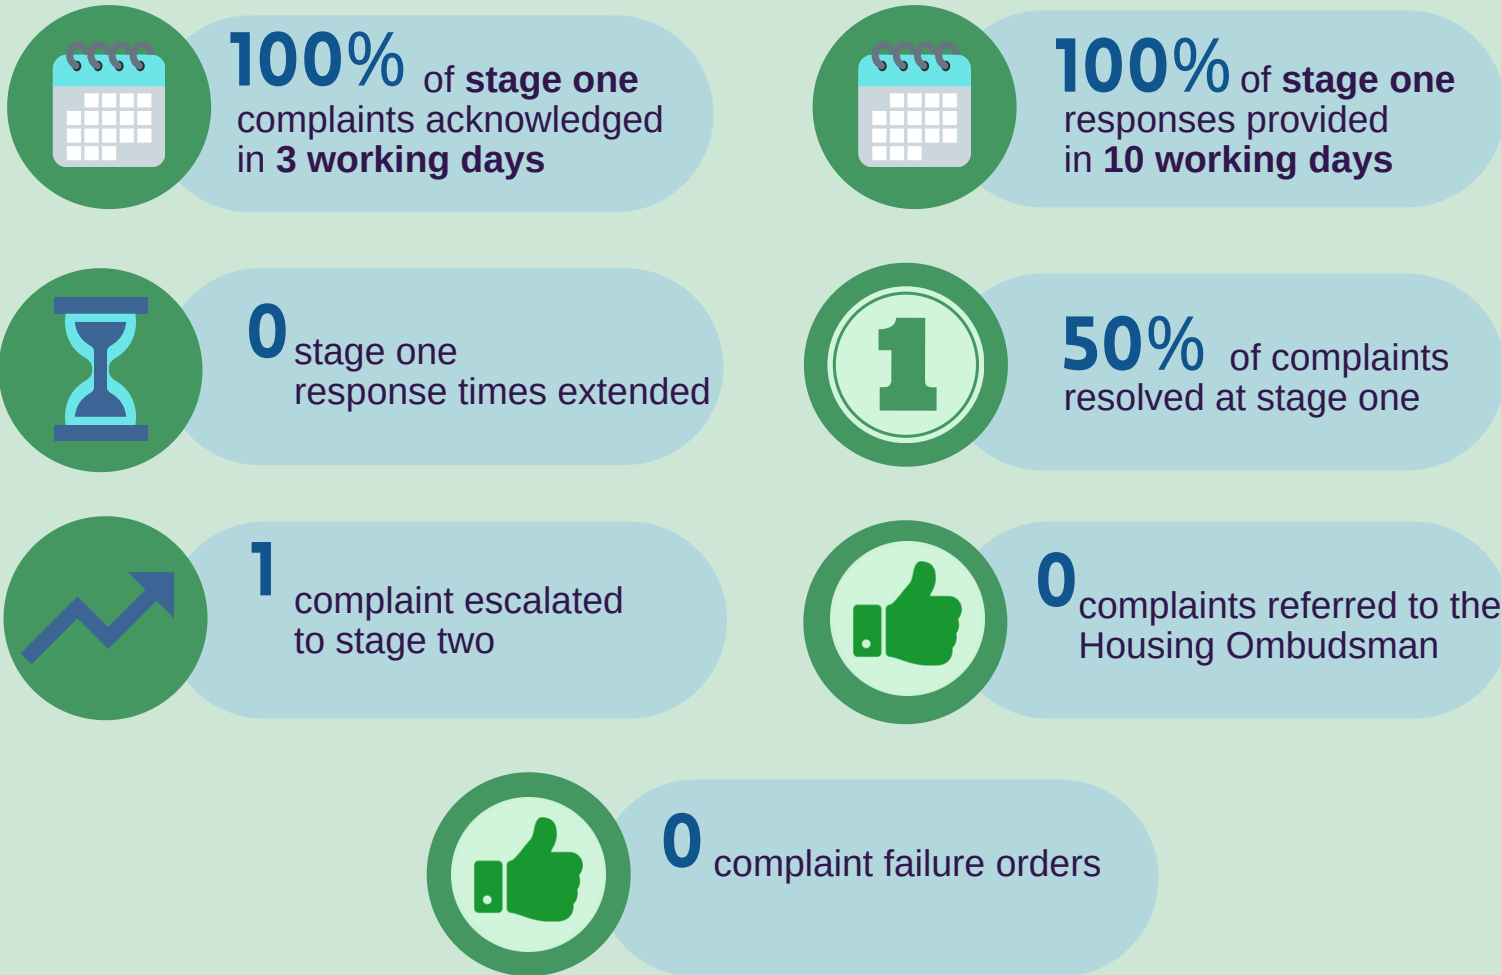 100% of stage one
complaints acknowledged
in 3 working days
100% of stage one
responses provided
in 10 working days
0 stage one
response times extended
1
50% of complaints
resolved at stage one
1 complaint escalated
to stage two
0 complaints referred to the
Housing Ombudsman
0 complaint failure orders